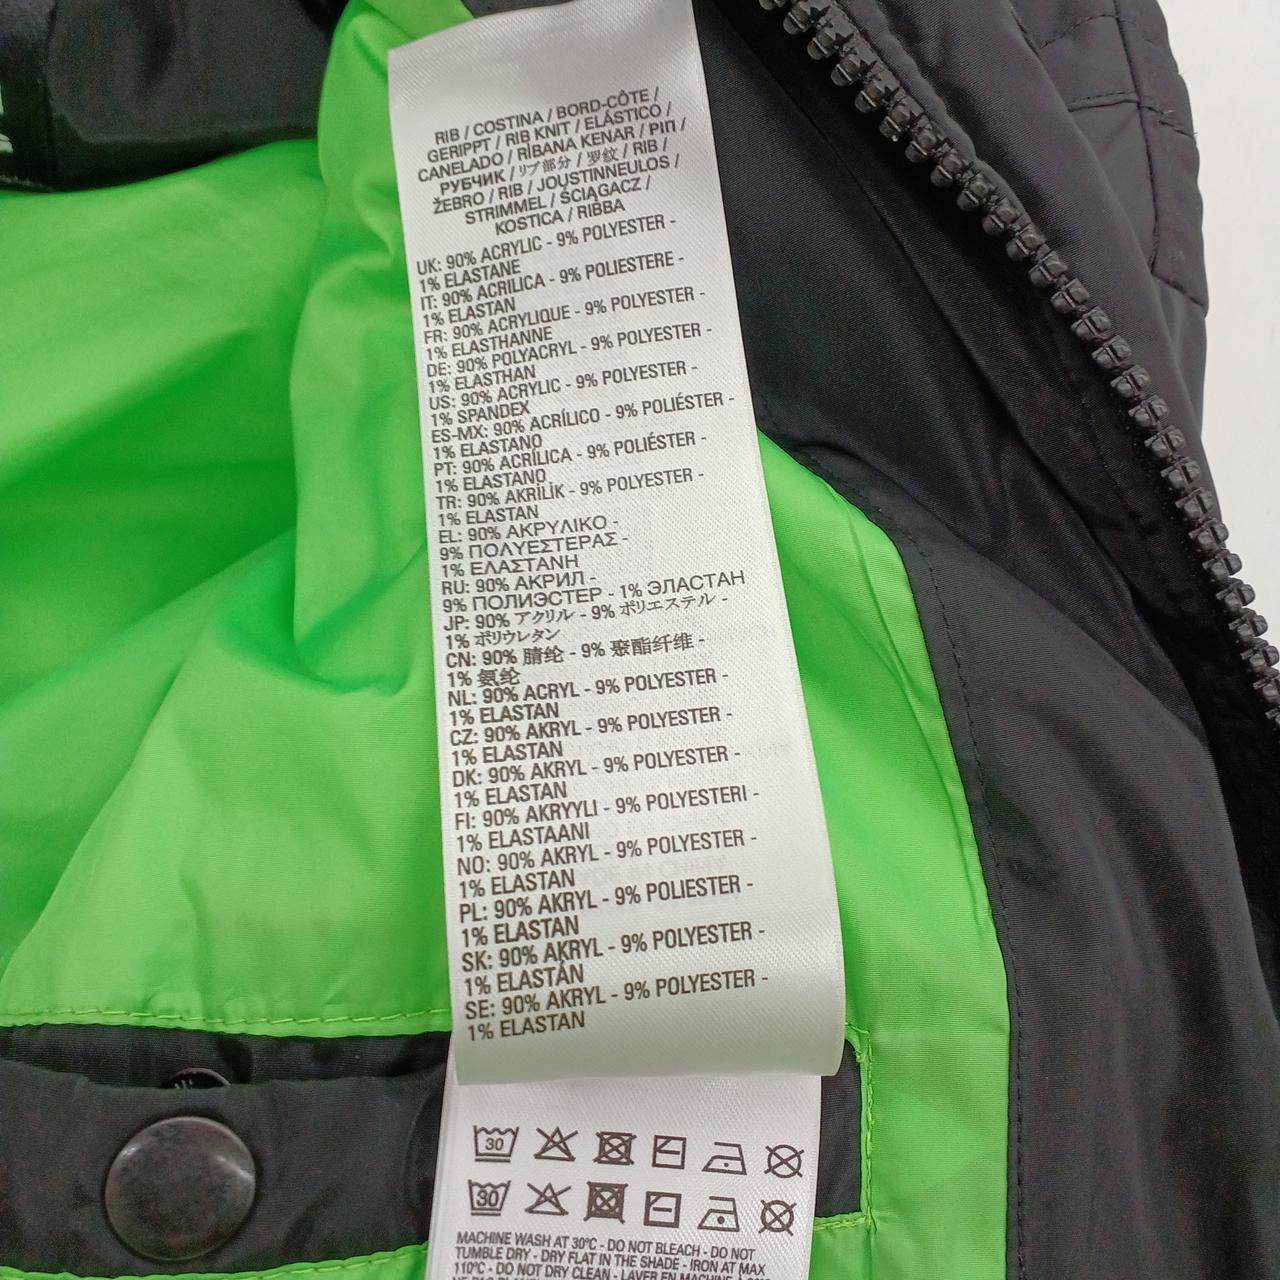 RIB / COSTINA / BORD-CÔTE /
GERIPPT / RIB KNIT / ELÁSTICO /
CANELADO / RİBANA KENAR / ΡΙΠ /
РУБЧИК / リブ部分 / 罗纹 / RIB /
ŽEBRO / RIB / JOUSTINNEULOS /
STRIMMEL / ŚCIĄGACZ /
KOSTICA / RIBBA
UK: 90% ACRYLIC - 9% POLYESTER -
1% ELASTANE
IT: 90% ACRILICA - 9% POLIESTERE -
1% ELASTAN
FR: 90% ACRYLIQUE - 9% POLYESTER -
1% ELASTHANNE
DE: 90% POLYACRYL - 9% POLYESTER -
1% ELASTHAN
US: 90% ACRYLIC - 9% POLYESTER -
1% SPANDEX
ES-MX: 90% ACRÍLICO - 9% POLIÉSTER -
1% ELASTANO
PT: 90% ACRÍLICA - 9% POLIÉSTER -
1% ELASTANO
TR: 90% AKRİLİK - 9% POLYESTER -
1% ELASTAN
EL: 90% ΑΚΡΥΛΙΚΟ -
9% ΠΟΛΥΕΣΤΕΡΑΣ -
1% ΕΛΑΣΤΑΝΗ
RU: 90% АКРИЛ -
9% ПОЛИЭСТЕР - 1% ЭЛАСТАН
JP: 90% アクリル - 9% ポリエステル -
1% ポリウレタン
CN: 90% 腈纶 - 9% 聚酯纤维 -
1% 氨纶
NL: 90% ACRYL - 9% POLYESTER -
1% ELASTAN
CZ: 90% AKRYL - 9% POLYESTER -
1% ELASTAN
DK: 90% AKRYL - 9% POLYESTER -
1% ELASTAN
FI: 90% AKRYYLI - 9% POLYESTERI -
1% ELASTAANI
NO: 90% AKRYL - 9% POLYESTER -
1% ELASTAN
PL: 90% AKRYL - 9% POLIESTER -
1% ELASTAN
SK: 90% AKRYL - 9% POLYESTER -
1% ELASTÁN
SE: 90% AKRYL - 9% POLYESTER -
1% ELASTAN
30
30
MACHINE WASH AT 30°C - DO NOT BLEACH - DO NOT
TUMBLE DRY - DRY FLAT IN THE SHADE - IRON AT MAX
110°C - DO NOT DRY CLEAN - LAVER EN MACHINE A